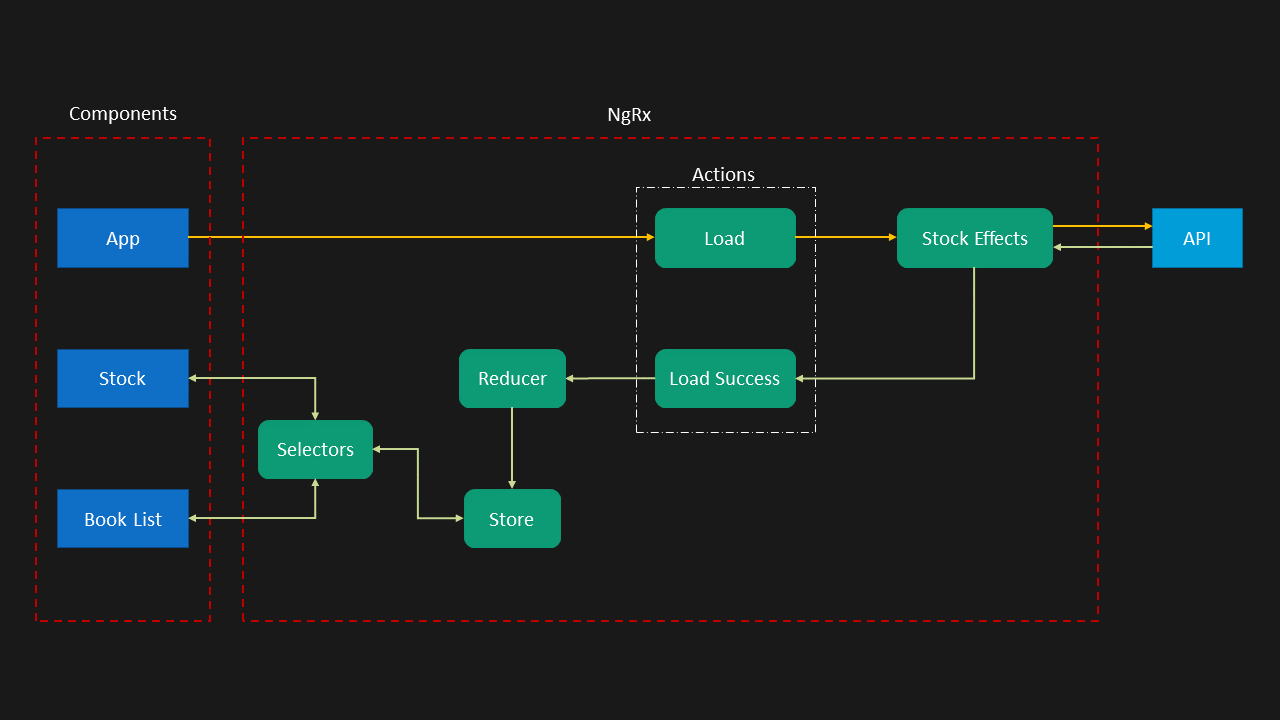 Components
NgRx
Actions
App
Load
Stock Effects
API
Stock
Reducer
Load Success
Selectors
Book List
Store